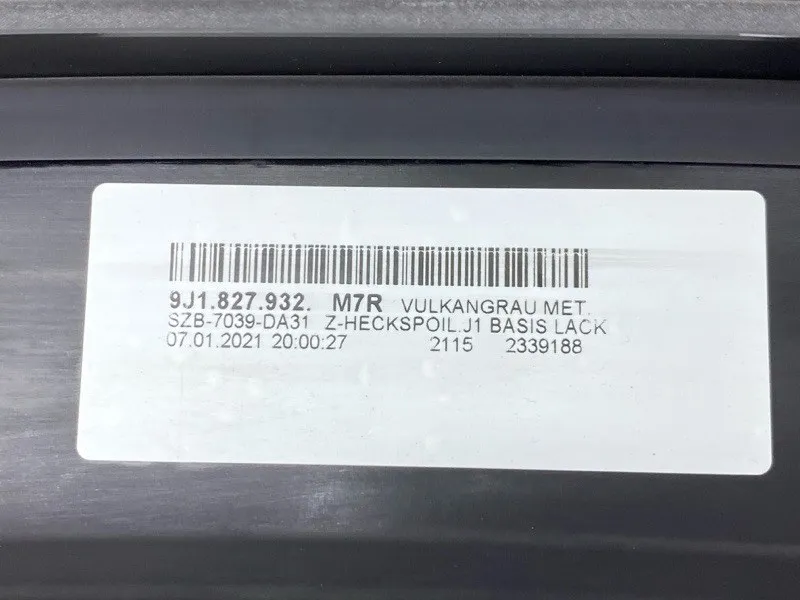 9J1.827.932. M7R VULKANGRAU MET.
SZB-7039-DA31 Z-HECKSPOIL.J1 BASIS LACK
07.01.2021 20:00:27 2115 2339188